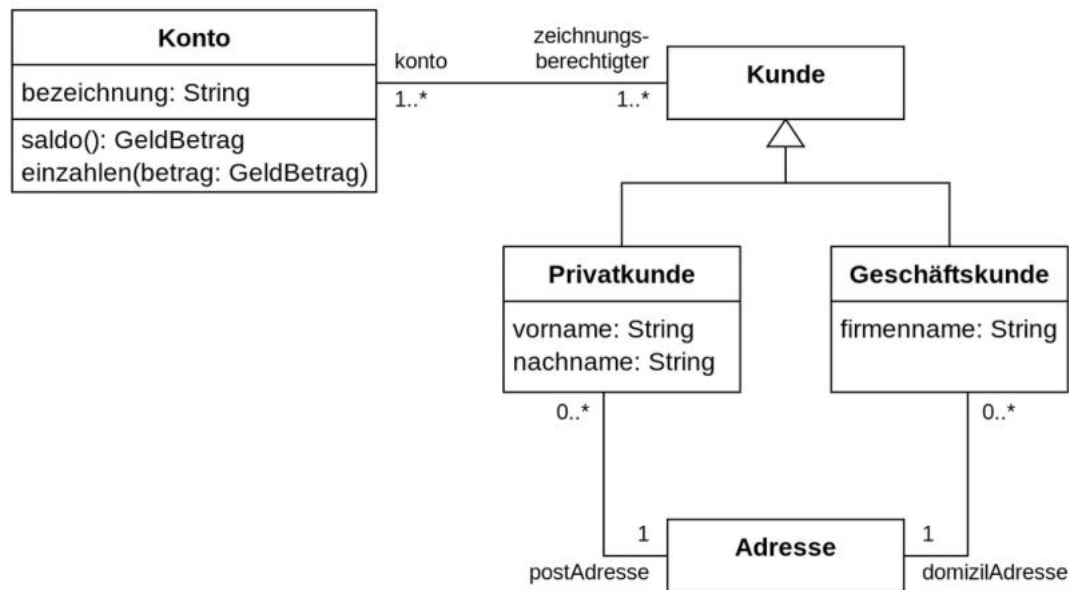 Konto
bezeichnung: String
saldo(): GeldBetrag
einzahlen(betrag: GeldBetrag)
konto
1..*
zeichnungs-
berechtigter
1..*
Kunde
Privatkunde
vorname: String
nachname: String
0..*
Geschäftskunde
firmenname: String
0..*
1
postAdresse
Adresse
1
domizilAdresse